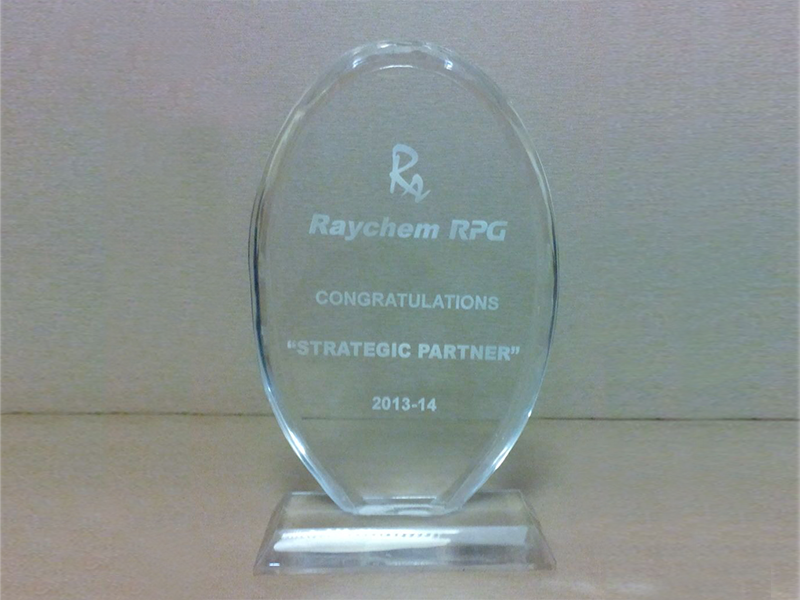 Raychem RPG
CONGRATULATIONS
"STRATEGIC PARTNER"
2013-14